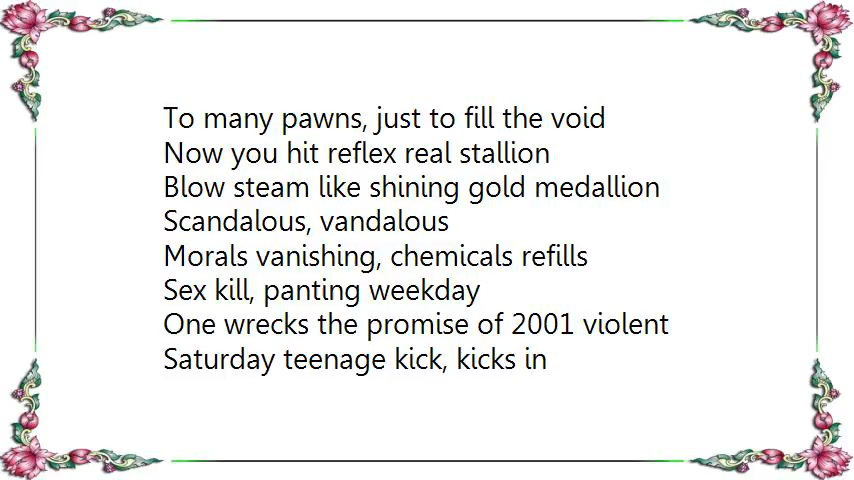 To many pawns, just to fill the void
Now you hit reflex real stallion
Blow steam like shining gold medallion
Scandalous, vandalous
Morals vanishing, chemicals refills
Sex kill, panting weekday
One wrecks the promise of 2001 violent
Saturday teenage kick, kicks in